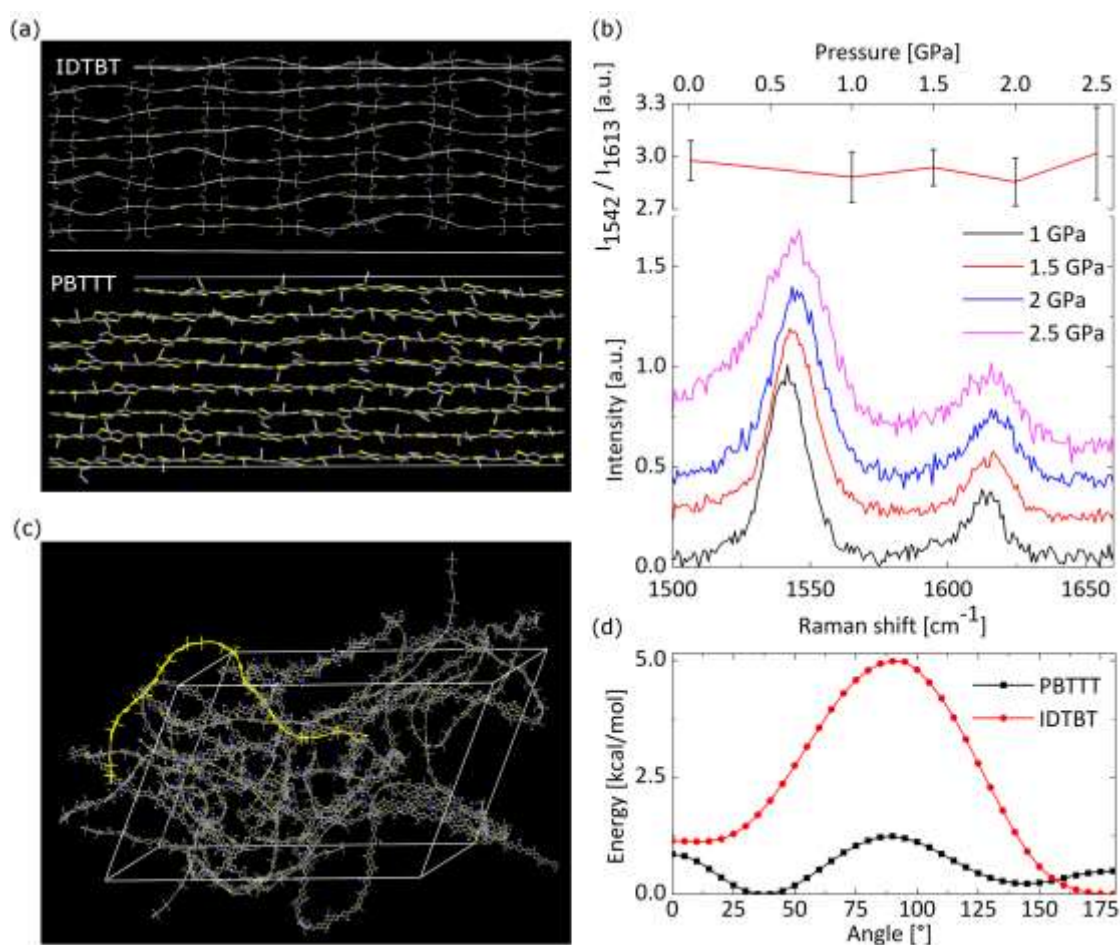 (a)
IDTBT
PBTTT
(b)
Pressure [GPa]
0.0 0.5 1.0 1.5 2.0 2.5
3.3
3.0
2.7
I1542 / I1613 [a.u.]
1 GPa
1.5 GPa
2 GPa
2.5 GPa
1.5
1.0
0.5
0.0
Intensity [a.u.]
1500 1550 1600 1650
Raman shift [cm-1]
(c)
(d)
5.0
2.5
0.0
Energy [kcal/mol]
PBTTT
IDTBT
0 25 50 75 100 125 150 175
Angle [°]